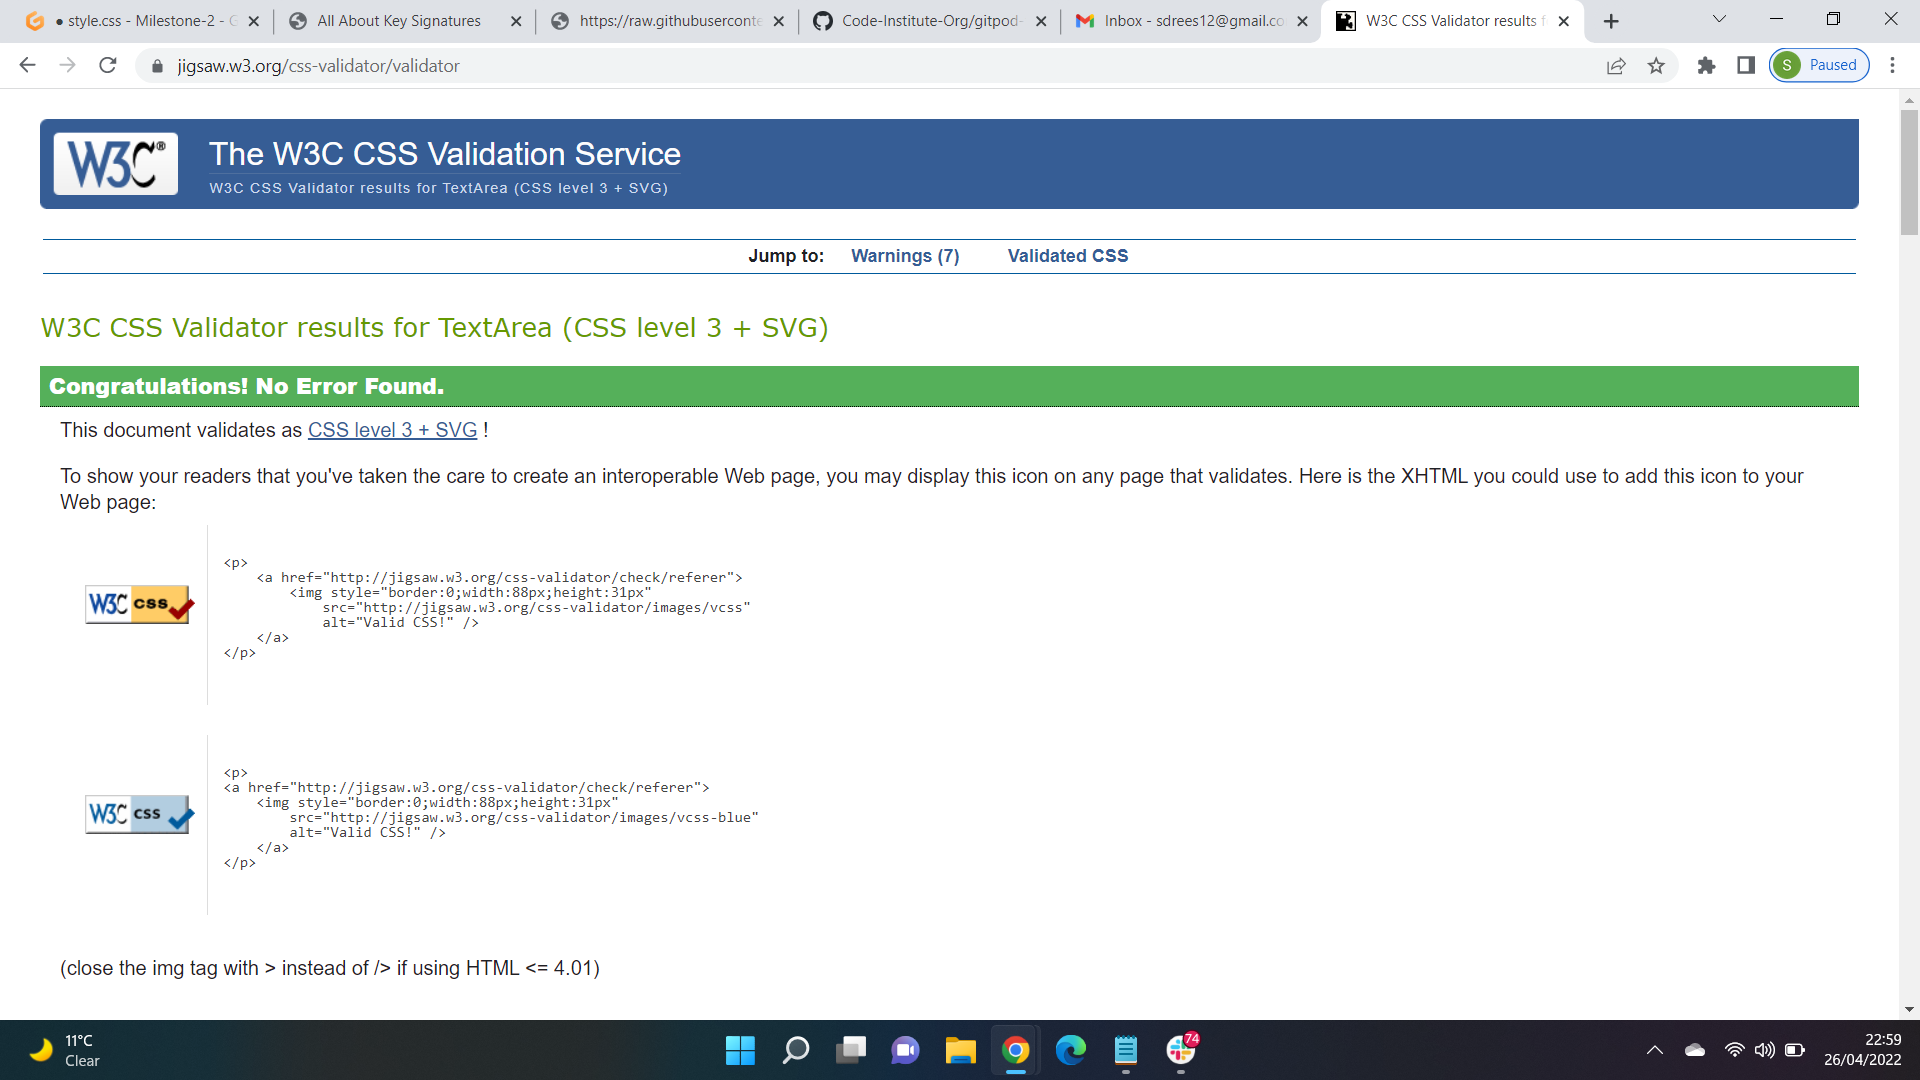 ● style.css - Milestone-2 - G
All About Key Signatures
https://raw.githubuserconte
Code-Institute-Org/gitpod-
Inbox - sdrees12@gmail.co
W3C CSS Validator results f
jigsaw.w3.org/css-validator/validator
S
Paused
W3C®
The W3C CSS Validation Service
W3C CSS Validator results for TextArea (CSS level 3 + SVG)
Jump to: Warnings (7) Validated CSS
W3C CSS Validator results for TextArea (CSS level 3 + SVG)
Congratulations! No Error Found.
This document validates as CSS level 3 + SVG !
To show your readers that you've taken the care to create an interoperable Web page, you may display this icon on any page that validates. Here is the XHTML you could use to add this icon to your
Web page:
W3C css
<p>
<a href="http://jigsaw.w3.org/css-validator/check/referer">
<img style="border:0;width:88px;height:31px"
src="http://jigsaw.w3.org/css-validator/images/vcss"
alt="Valid CSS!" />
</a>
</p>
W3C css
<p>
<a href="http://jigsaw.w3.org/css-validator/check/referer">
<img style="border:0;width:88px;height:31px"
src="http://jigsaw.w3.org/css-validator/images/vcss-blue"
alt="Valid CSS!" />
</a>
</p>
(close the img tag with > instead of /> if using HTML <= 4.01)
11°C
Clear
74
22:59
26/04/2022